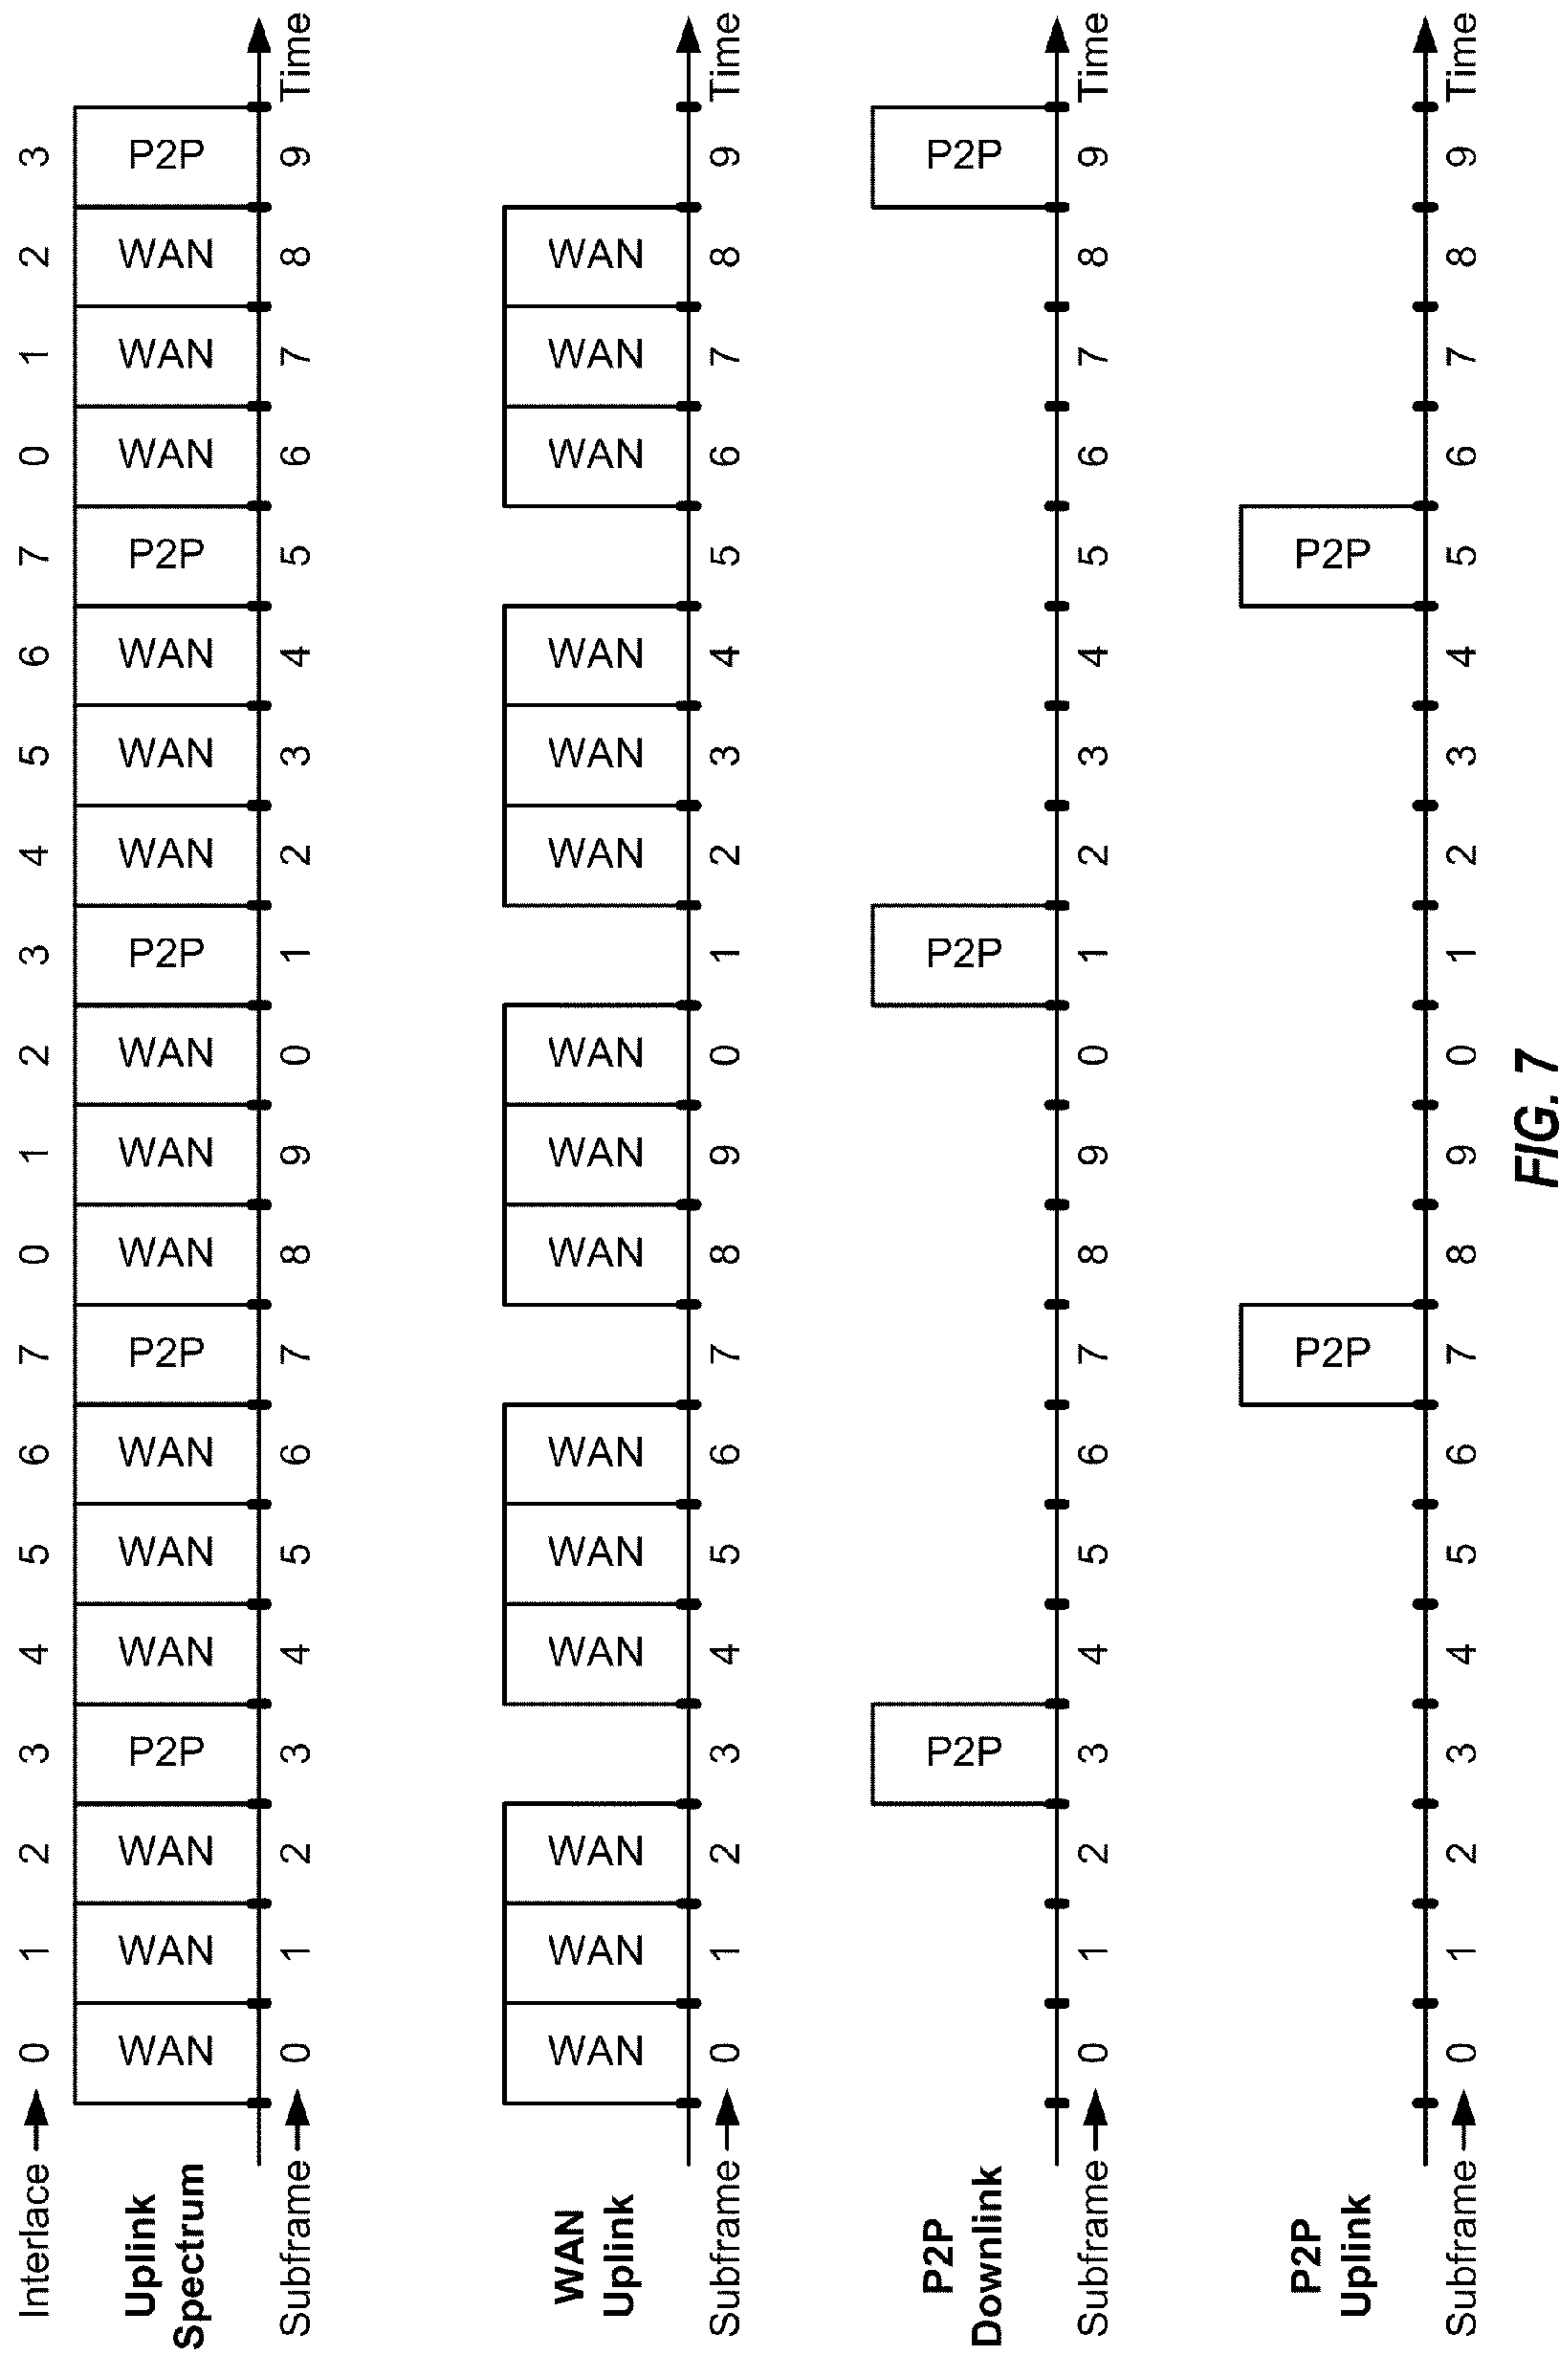 Interlace 0 1 2 3 4 5 6 7 0 1 2 3 4 5 6 7 0 1 2 3
Uplink Spectrum
WAN WAN WAN P2P WAN WAN WAN P2P WAN WAN WAN P2P WAN WAN WAN P2P WAN WAN WAN P2P
Subframe 0 1 2 3 4 5 6 7 8 9 0 1 2 3 4 5 6 7 8 9 Time
WAN Uplink
WAN WAN WAN WAN WAN WAN WAN WAN WAN WAN WAN WAN WAN WAN WAN
Subframe 0 1 2 3 4 5 6 7 8 9 0 1 2 3 4 5 6 7 8 9 Time
P2P Downlink
P2P P2P P2P
Subframe 0 1 2 3 4 5 6 7 8 9 0 1 2 3 4 5 6 7 8 9 Time
P2P Uplink
P2P P2P
Subframe 0 1 2 3 4 5 6 7 8 9 0 1 2 3 4 5 6 7 8 9 Time
FIG. 7